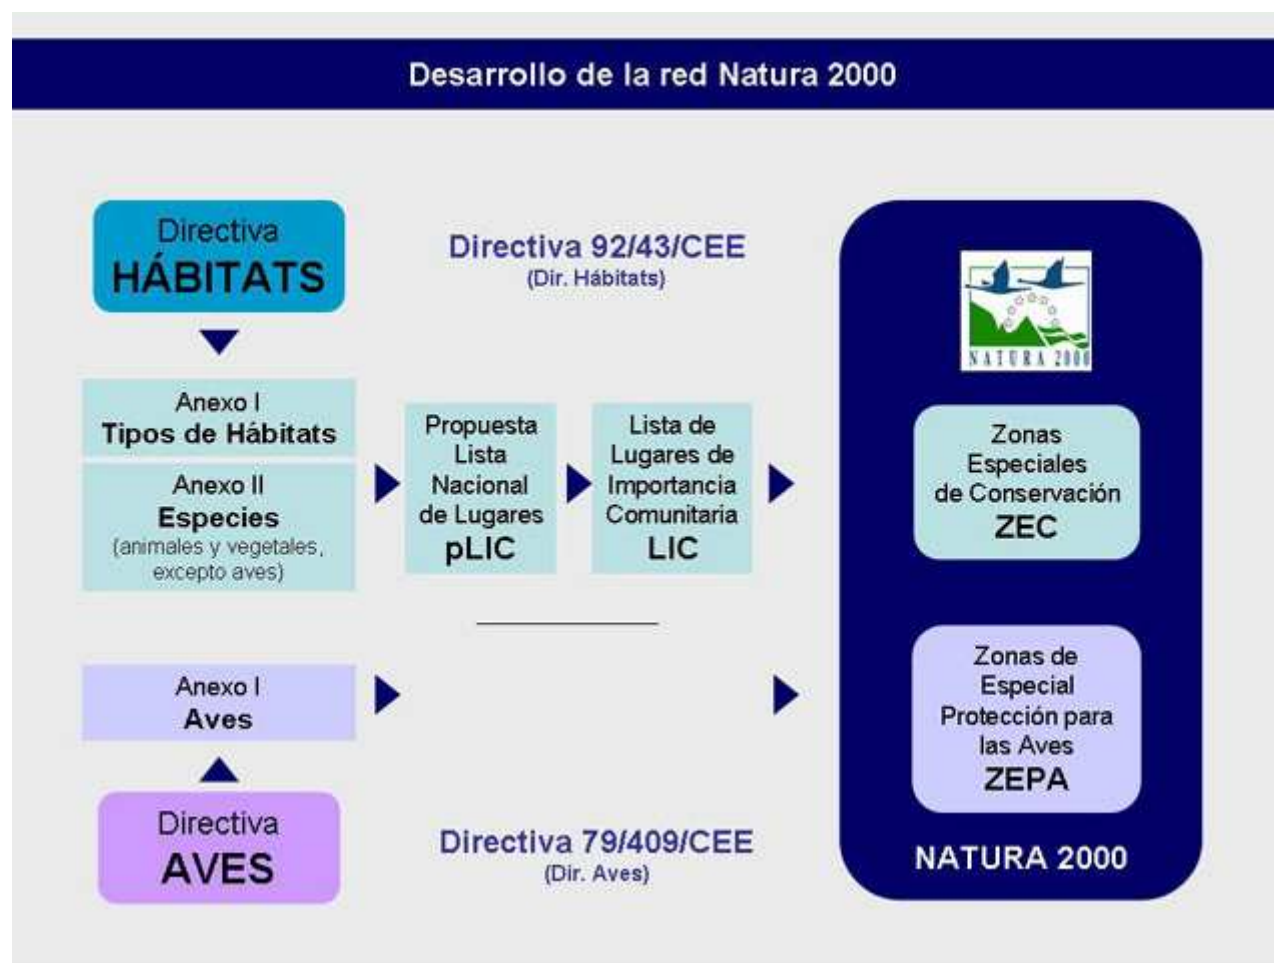 Desarrollo de la red Natura 2000
Directiva
HÁBITATS
Directiva 92/43/CEE
(Dir. Hábitats)
NATURA 2000
Anexo I
Tipos de Hábitats
Anexo II
Especies
(animales y vegetales,
excepto aves)
Propuesta
Lista
Nacional
de Lugares
pLIC
Lista de
Lugares de
Importancia
Comunitaria
LIC
Zonas
Especiales
de Conservación
ZEC
Anexo I
Aves
Zonas de
Especial
Protección para
las Aves
ZEPA
Directiva
AVES
Directiva 79/409/CEE
(Dir. Aves)
NATURA 2000